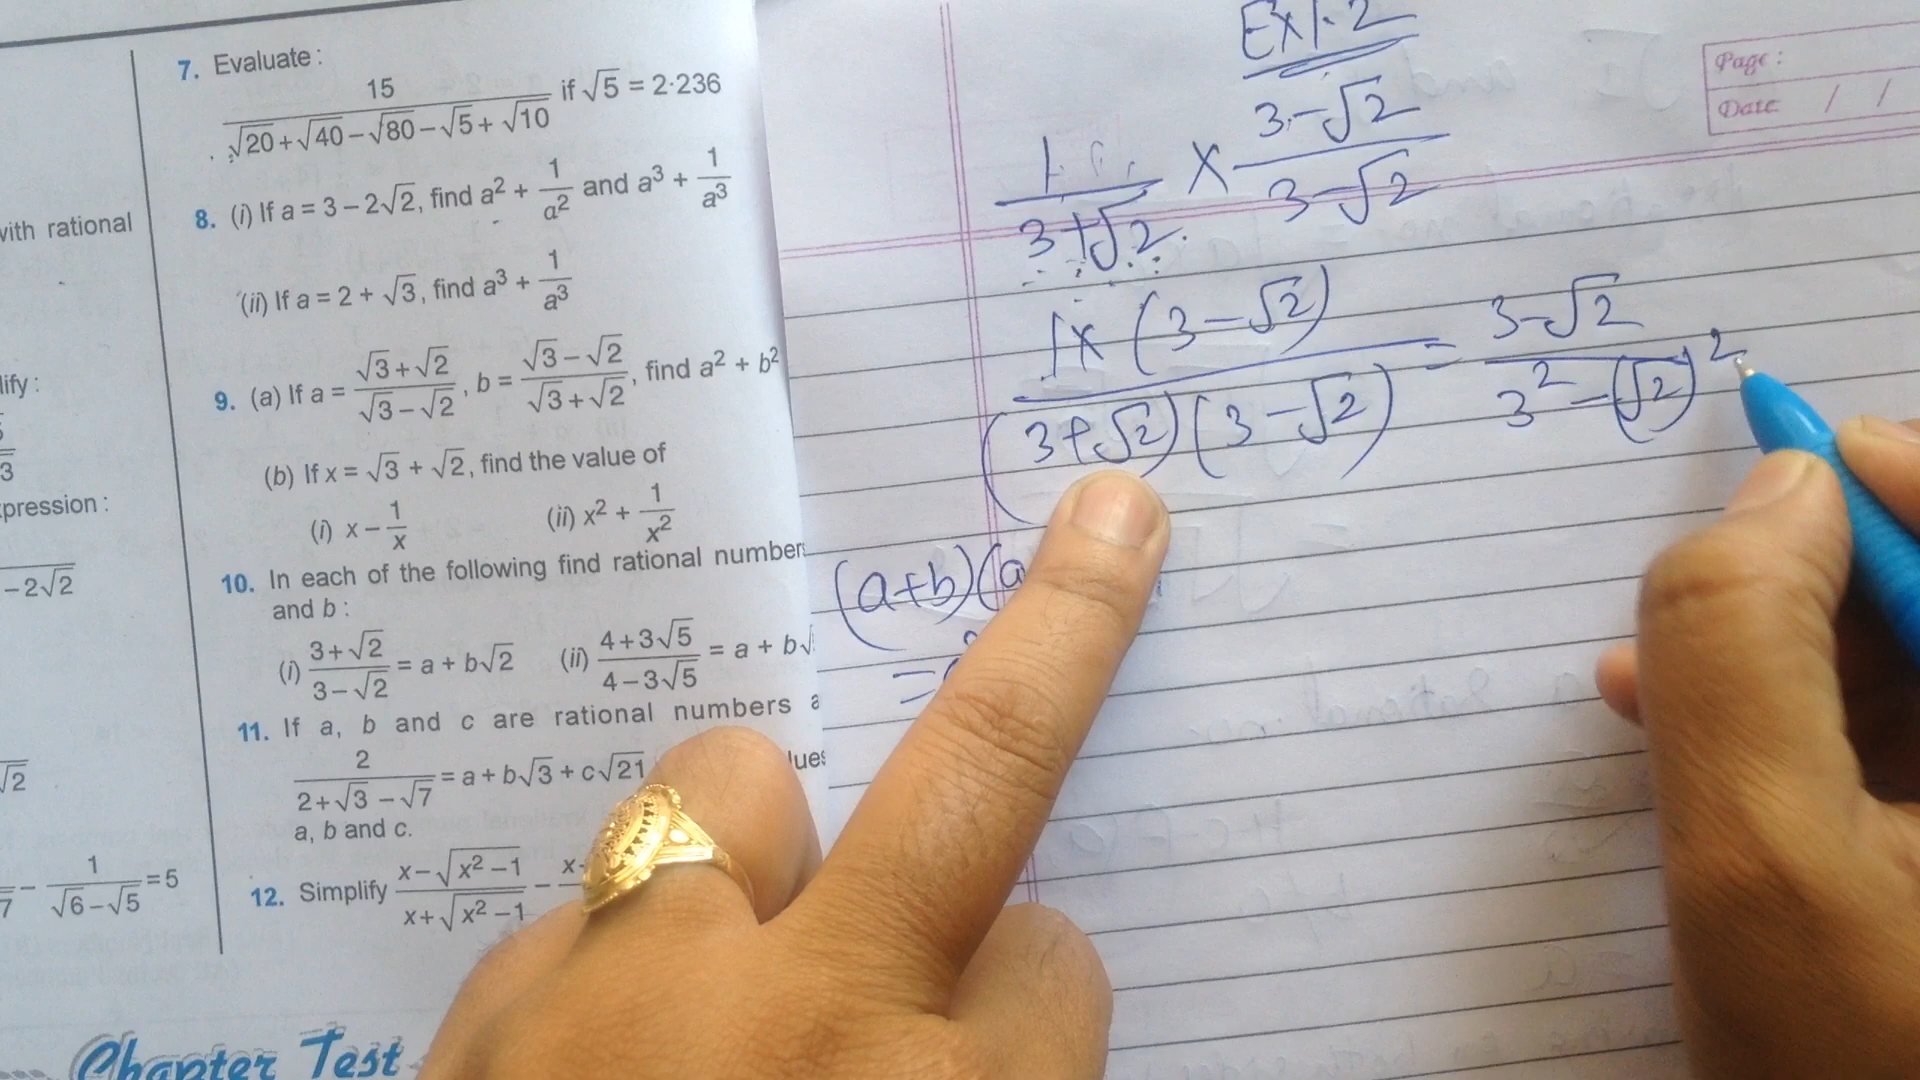 with rational
lify :
pression :
-2√2
√2
- 1/(√6-√5) = 5
7. Evaluate :
15/(√20+√40-√80-√5+√10) if √5 = 2·236
8. (i) If a = 3 – 2√2, find a² + 1/a² and a³ + 1/a³
(ii) If a = 2 + √3, find a³ + 1/a³
9. (a) If a = (√3+√2)/(√3-√2), b = (√3-√2)/(√3+√2), find a² + b²
(b) If x = √3 + √2, find the value of
(i) x - 1/x (ii) x² + 1/x²
10. In each of the following find rational number
and b :
(i) (3+√2)/(3-√2) = a + b√2 (ii) (4+3√5)/(4-3√5) = a + b√
11. If a, b and c are rational numbers a
2/(2+√3-√7) = a + b√3 + c√21 lues
a, b and c.
12. Simplify (x-√(x²-1))/(x+√(x²-1)) - x-
Chapter Test
Page :
Date / /
Ex 1.2
1/(3+√2) × (3-√2)/(3-√2)
1×(3-√2)/((3+√2)(3-√2)) = (3-√2)/(3²-(√2)²)
(a+b)(a
=